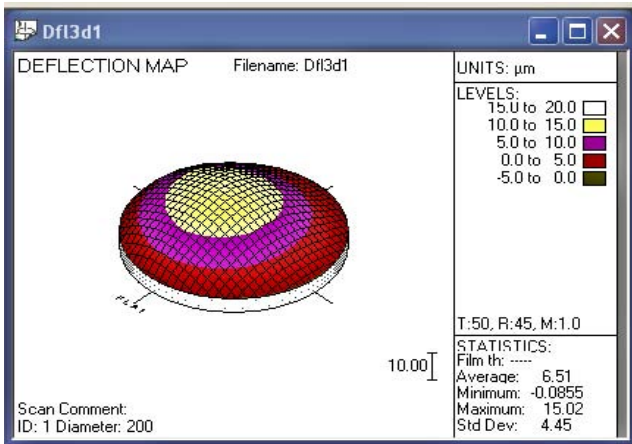 Dfl3d1
DEFLECTION MAP
Filename: Dfl3d1
UNITS: µm
LEVELS:
15.0 to 20.0
10.0 to 15.0
5.0 to 10.0
0.0 to 5.0
-5.0 to 0.0
FLAT
10.00
T:50, R:45, M:1.0
STATISTICS:
Film th: -----
Average: 6.51
Minimum: -0.0855
Maximum: 15.02
Std Dev: 4.45
Scan Comment:
ID: 1 Diameter: 200